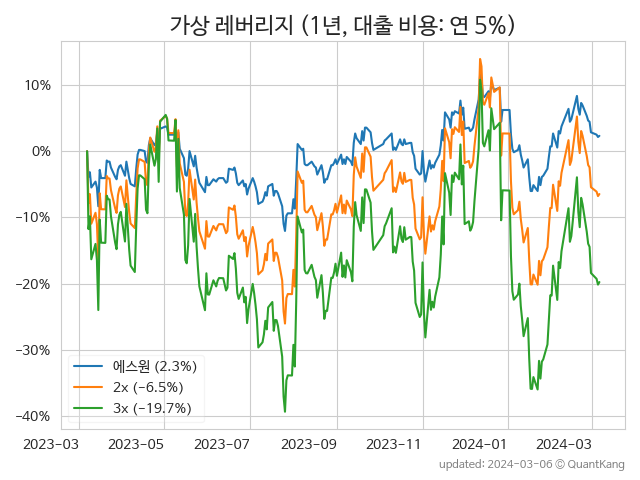 가상 레버리지 (1년, 대출 비용: 연 5%)
10%
0%
−10%
−20%
−30%
−40%
에스원 (2.3%)
2x (-6.5%)
3x (-19.7%)
2023-03
2023-05
2023-07
2023-09
2023-11
2024-01
2024-03
updated: 2024-03-06 © QuantKang